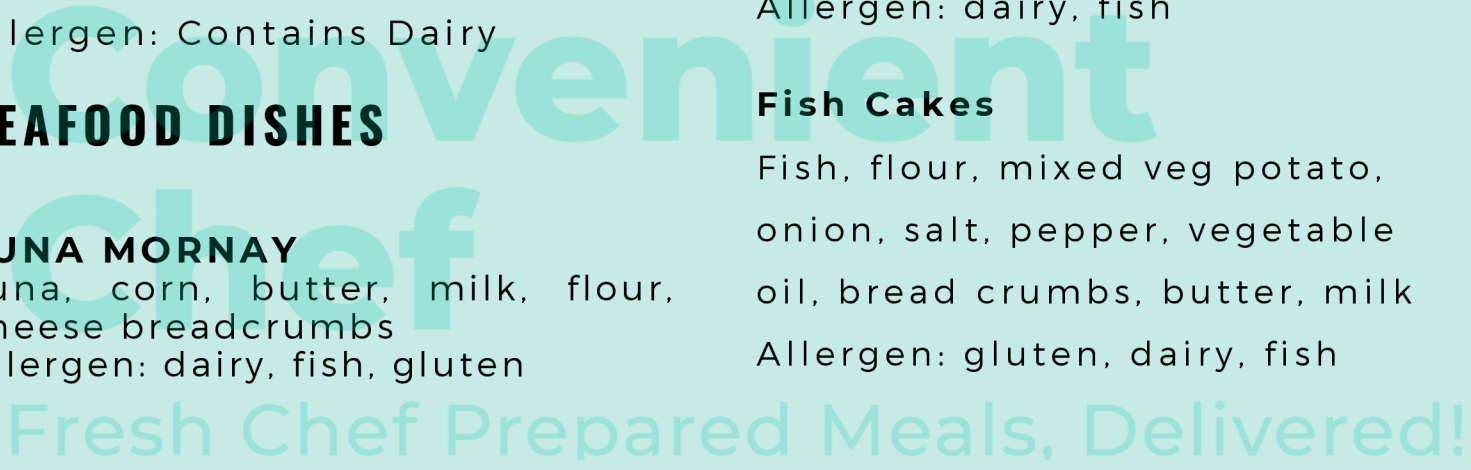 llergen: Contains Dairy
EAFOOD DISHES
UNA MORNAY
una, corn, butter, milk, flour,
heese breadcrumbs
llergen: dairy, fish, gluten
Allergen: dairy, fish
Fish Cakes
Fish, flour, mixed veg potato,
onion, salt, pepper, vegetable
oil, bread crumbs, butter, milk
Allergen: gluten, dairy, fish
Convenient
Chef
Fresh Chef Prepared Meals, Delivered!